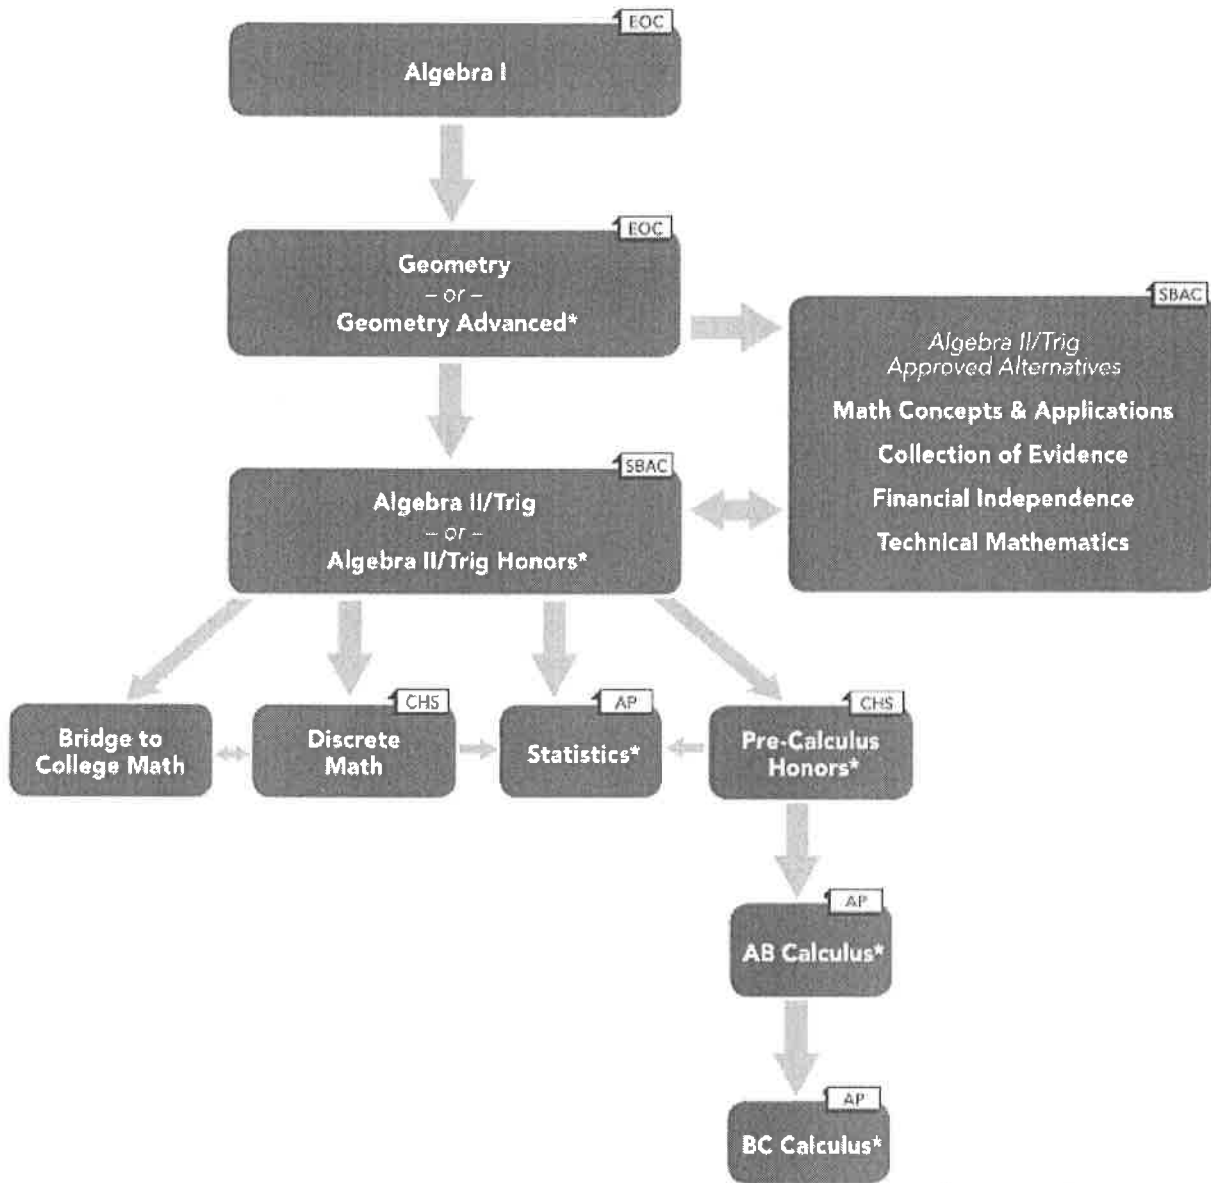 EOC
Algebra I
EOC
Geometry
– or –
Geometry Advanced*
SBAC
Algebra II/Trig
Approved Alternatives
Math Concepts & Applications
Collection of Evidence
Financial Independence
Technical Mathematics
SBAC
Algebra II/Trig
– or –
Algebra II/Trig Honors*
Bridge to
College Math
CHS
Discrete
Math
AP
Statistics*
CHS
Pre-Calculus
Honors*
AP
AB Calculus*
AP
BC Calculus*